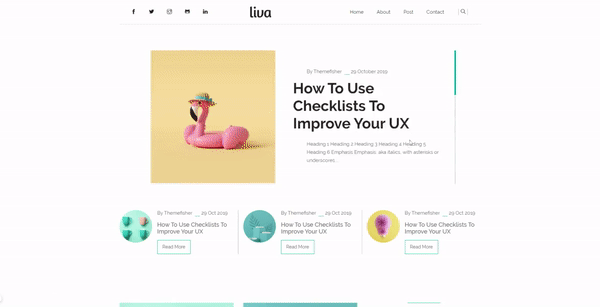 liva
Home About Post Contact
By Themefisher __ 29 October 2019
How To Use
Checklists To
Improve Your UX
Heading 1 Heading 2 Heading 3 Heading 4 Heading 5
Heading 6 Emphasis Emphasis, aka italics, with asterisks or
underscores...
By Themefisher __ 29 Oct 2019
How To Use Checklists To
Improve Your UX
Read More
By Themefisher __ 29 Oct 2019
How To Use Checklists To
Improve Your UX
Read More
By Themefisher __ 29 Oct 2019
How To Use Checklists To
Improve Your UX
Read More